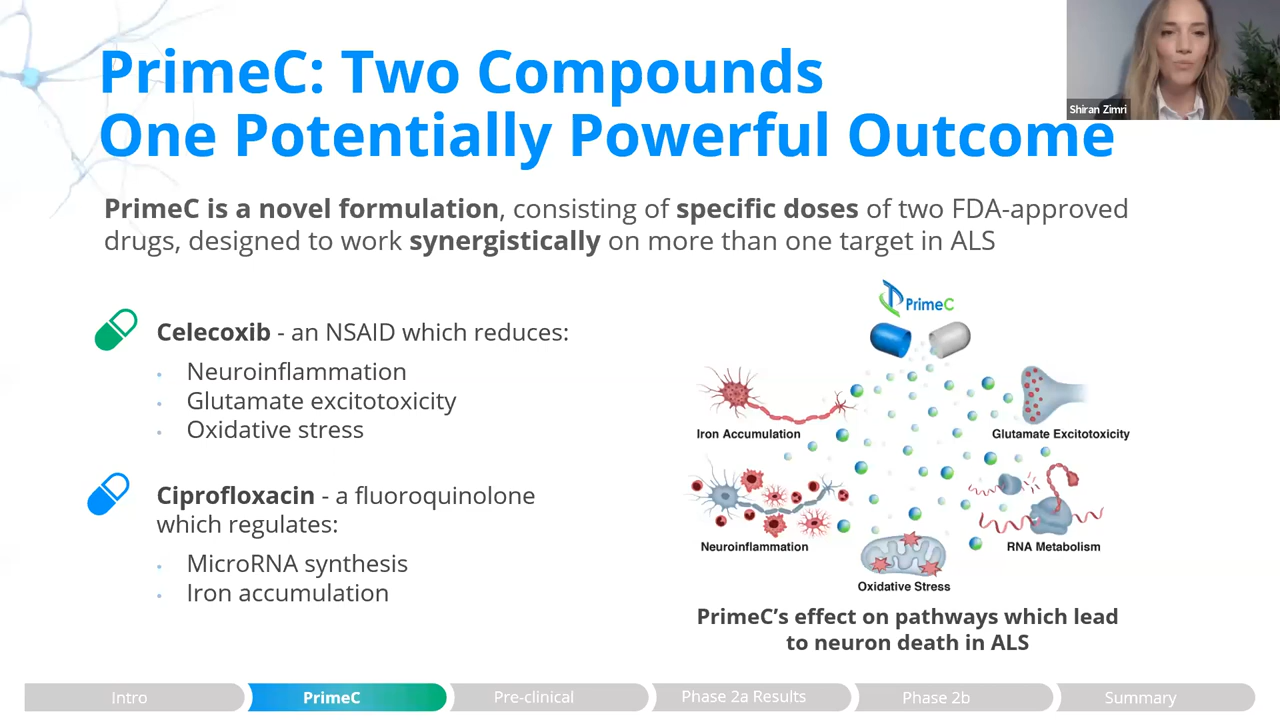 PrimeC: Two Compounds
One Potentially Powerful Outcome
Shiran Zimri
PrimeC is a novel formulation, consisting of specific doses of two FDA-approved
drugs, designed to work synergistically on more than one target in ALS
Celecoxib - an NSAID which reduces:
• Neuroinflammation
• Glutamate excitotoxicity
• Oxidative stress
Ciprofloxacin - a fluoroquinolone
which regulates:
• MicroRNA synthesis
• Iron accumulation
PrimeC
Iron Accumulation
Glutamate Excitotoxicity
Neuroinflammation
RNA Metabolism
Oxidative Stress
PrimeC’s effect on pathways which lead
to neuron death in ALS
Intro
PrimeC
Pre-clinical
Phase 2a Results
Phase 2b
Summary